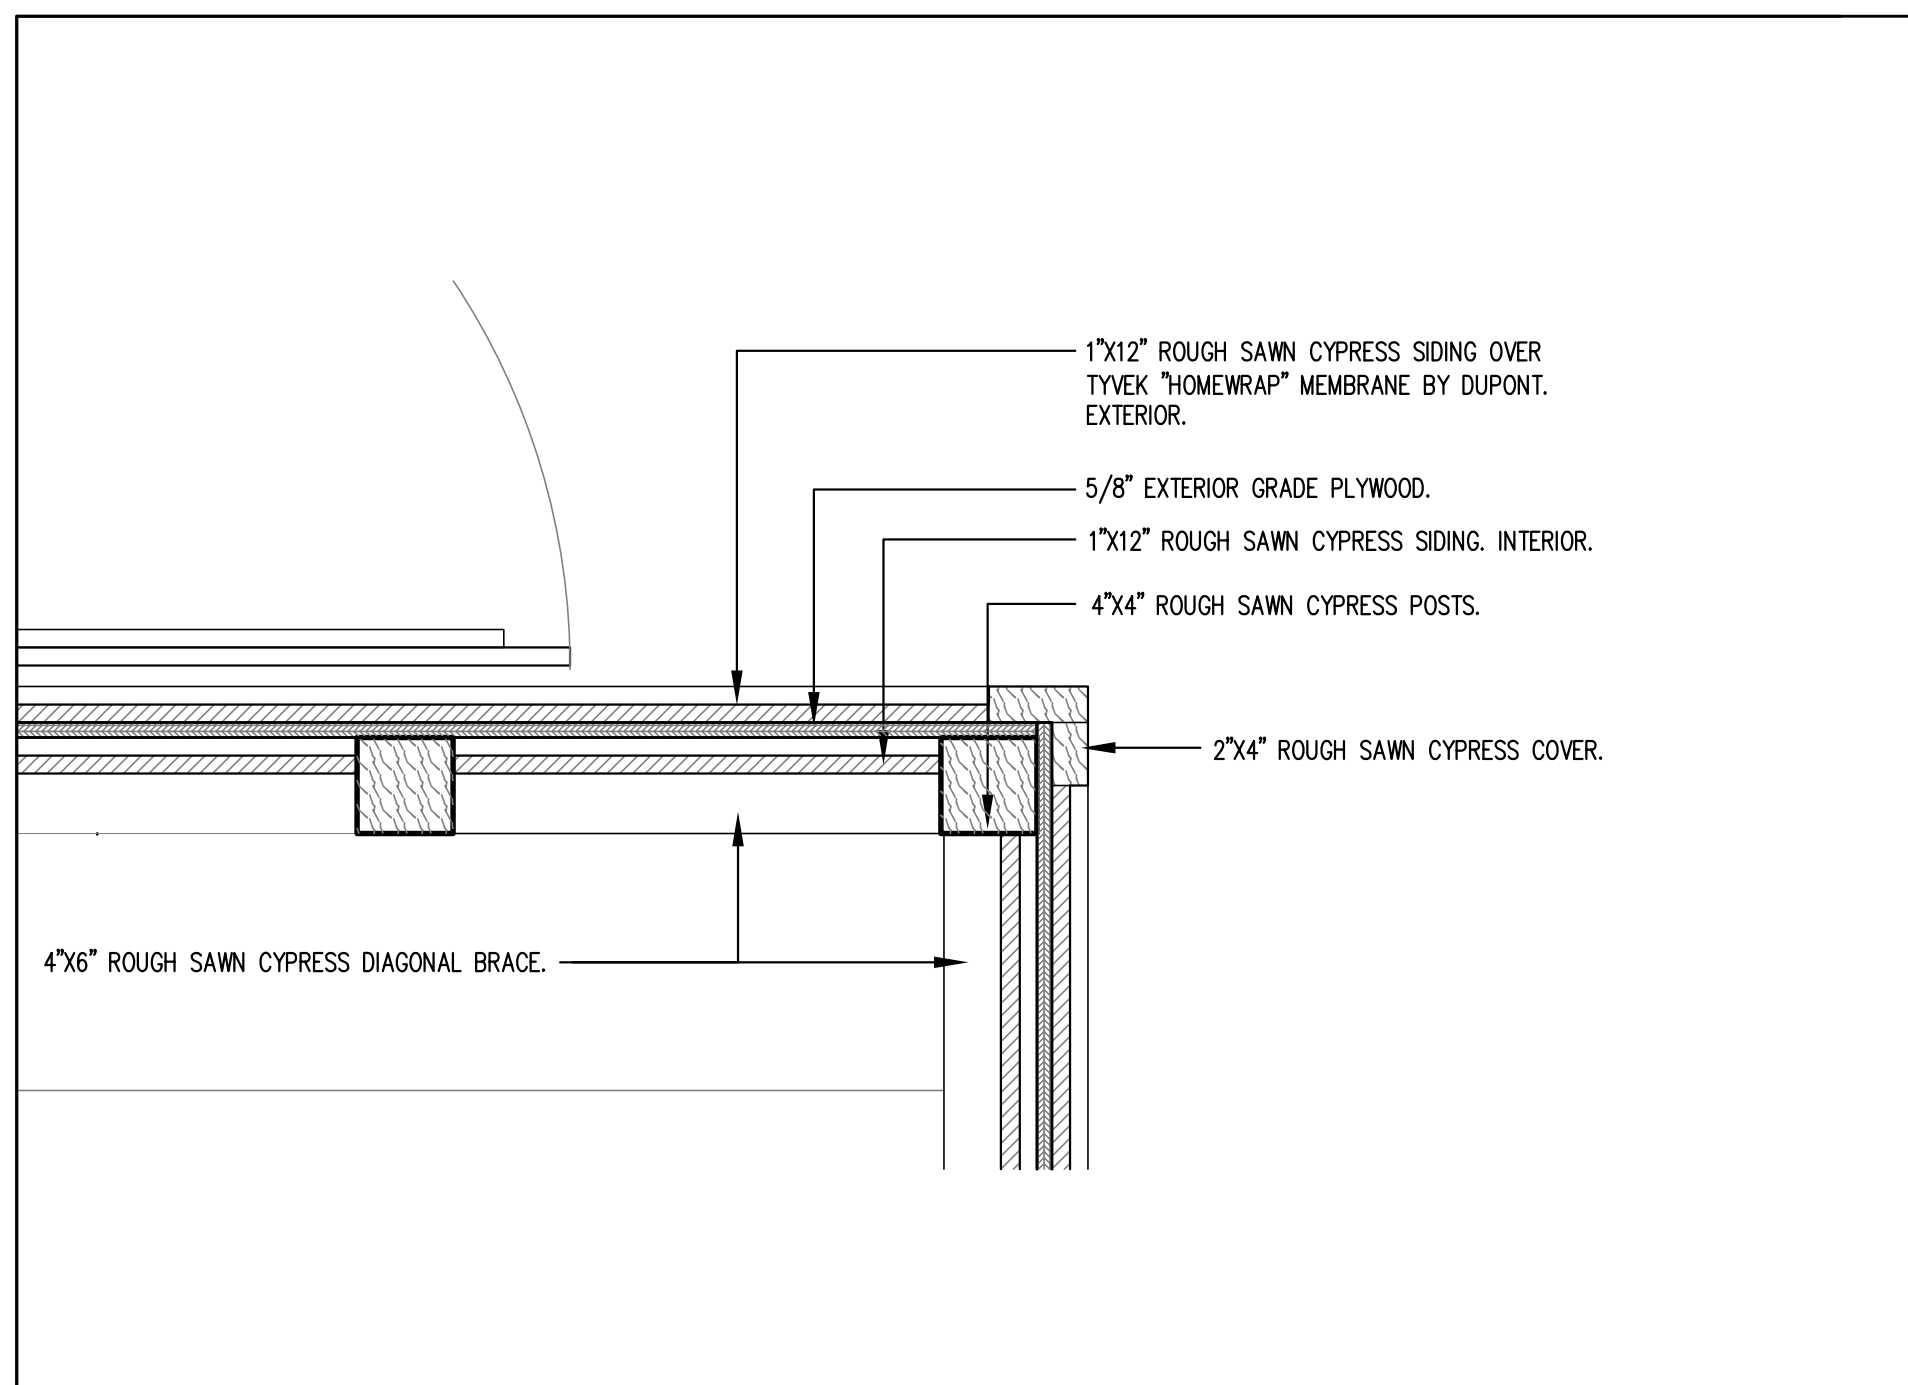 1"X12" ROUGH SAWN CYPRESS SIDING OVER
TYVEK "HOMEWRAP" MEMBRANE BY DUPONT.
EXTERIOR.
5/8" EXTERIOR GRADE PLYWOOD.
1"X12" ROUGH SAWN CYPRESS SIDING. INTERIOR.
4"X4" ROUGH SAWN CYPRESS POSTS.
2"X4" ROUGH SAWN CYPRESS COVER.
4"X6" ROUGH SAWN CYPRESS DIAGONAL BRACE.